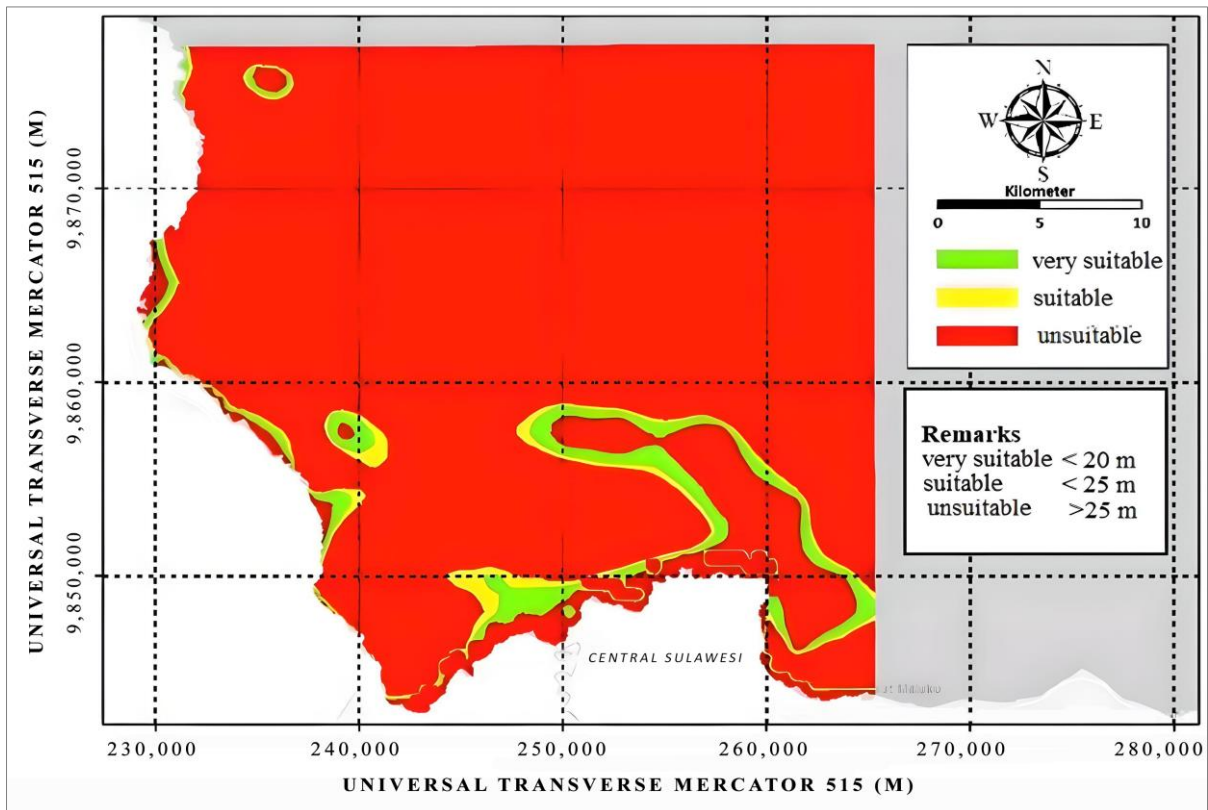 UNIVERSAL TRANSVERSE MERCATOR 515 (M)
9,870,000
9,860,000
9,850,000
N
W
E
S
Kilometer
0 5 10
very suitable
suitable
unsuitable
Remarks
very suitable < 20 m
suitable < 25 m
unsuitable >25 m
CENTRAL SULAWESI
230,000 240,000 250,000 260,000 270,000 280,000
UNIVERSAL TRANSVERSE MERCATOR 515 (M)